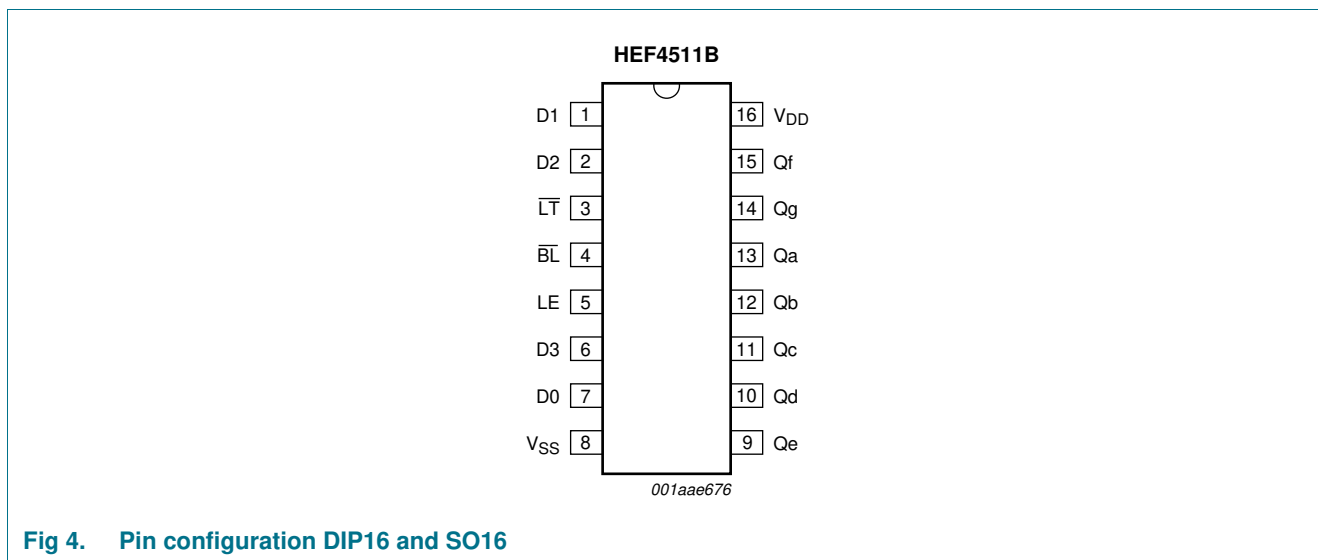 HEF4511B
D1 1 16 VDD
D2 2 15 Qf
L̅T̅ 3 14 Qg
B̅L̅ 4 13 Qa
LE 5 12 Qb
D3 6 11 Qc
D0 7 10 Qd
VSS 8 9 Qe
001aae676
Fig 4. Pin configuration DIP16 and SO16